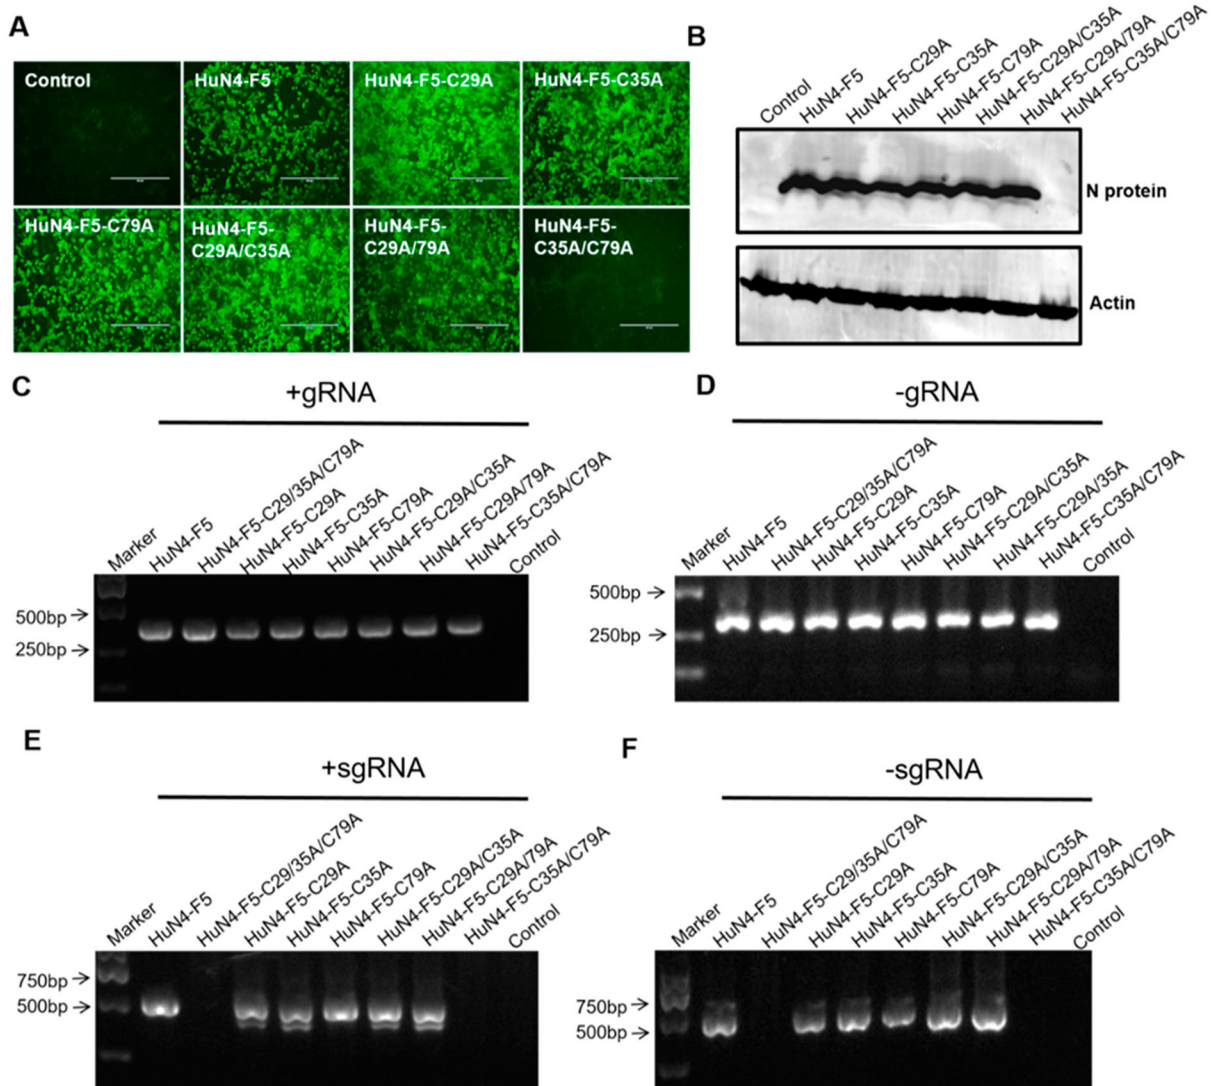 A
Control
HuN4-F5
HuN4-F5-C29A
HuN4-F5-C35A
HuN4-F5-C79A
HuN4-F5-
C29A/C35A
HuN4-F5-
C29A/79A
HuN4-F5-
C35A/C79A
B
Control
HuN4-F5
HuN4-F5-C29A
HuN4-F5-C35A
HuN4-F5-C79A
HuN4-F5-C29A/C35A
HuN4-F5-C29A/79A
HuN4-F5-C35A/C79A
N protein
Actin
C
+gRNA
Marker
HuN4-F5
HuN4-F5-C29/35A/C79A
HuN4-F5-C29A
HuN4-F5-C35A
HuN4-F5-C79A
HuN4-F5-C29A/C35A
HuN4-F5-C29A/79A
HuN4-F5-C35A/C79A
Control
500bp
250bp
D
-gRNA
Marker
HuN4-F5
HuN4-F5-C29/35A/C79A
HuN4-F5-C29A
HuN4-F5-C35A
HuN4-F5-C79A
HuN4-F5-C29A/C35A
HuN4-F5-C29A/35A
HuN4-F5-C35A/C79A
Control
500bp
250bp
E
+sgRNA
Marker
HuN4-F5
HuN4-F5-C29/35A/C79A
HuN4-F5-C29A
HuN4-F5-C35A
HuN4-F5-C79A
HuN4-F5-C29A/C35A
HuN4-F5-C29A/79A
HuN4-F5-C35A/C79A
Control
750bp
500bp
F
-sgRNA
Marker
HuN4-F5
HuN4-F5-C29/35A/C79A
HuN4-F5-C29A
HuN4-F5-C35A
HuN4-F5-C79A
HuN4-F5-C29A/C35A
HuN4-F5-C29A/79A
HuN4-F5-C35A/C79A
Control
750bp
500bp